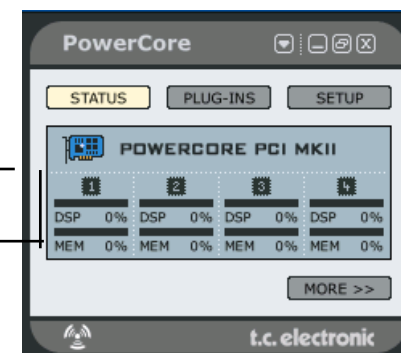 PowerCore
STATUS PLUG-INS SETUP
POWERCORE PCI MKII
1 2 3 4
DSP 0% DSP 0% DSP 0% DSP 0%
MEM 0% MEM 0% MEM 0% MEM 0%
MORE >>
t.c. electronic